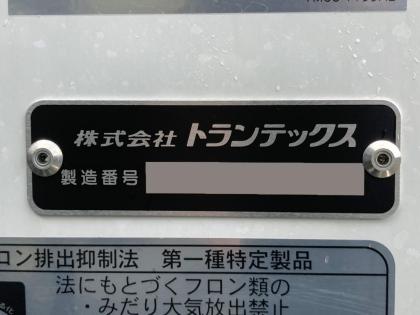 株式会社 トランテックス
製造番号
ロン排出抑制法 第一種特定製品
法にもとづくフロン類の
・みだり大気放出禁止